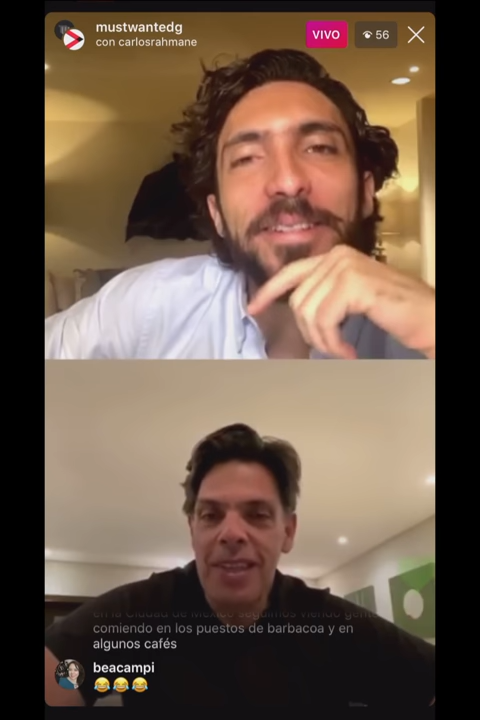 mustwantedg
con carlosrahmane
VIVO
56
en la Ciudad de México seguimos viendo gente
comiendo en los puestos de barbacoa y en
algunos cafés
beacampi
😂😂😂